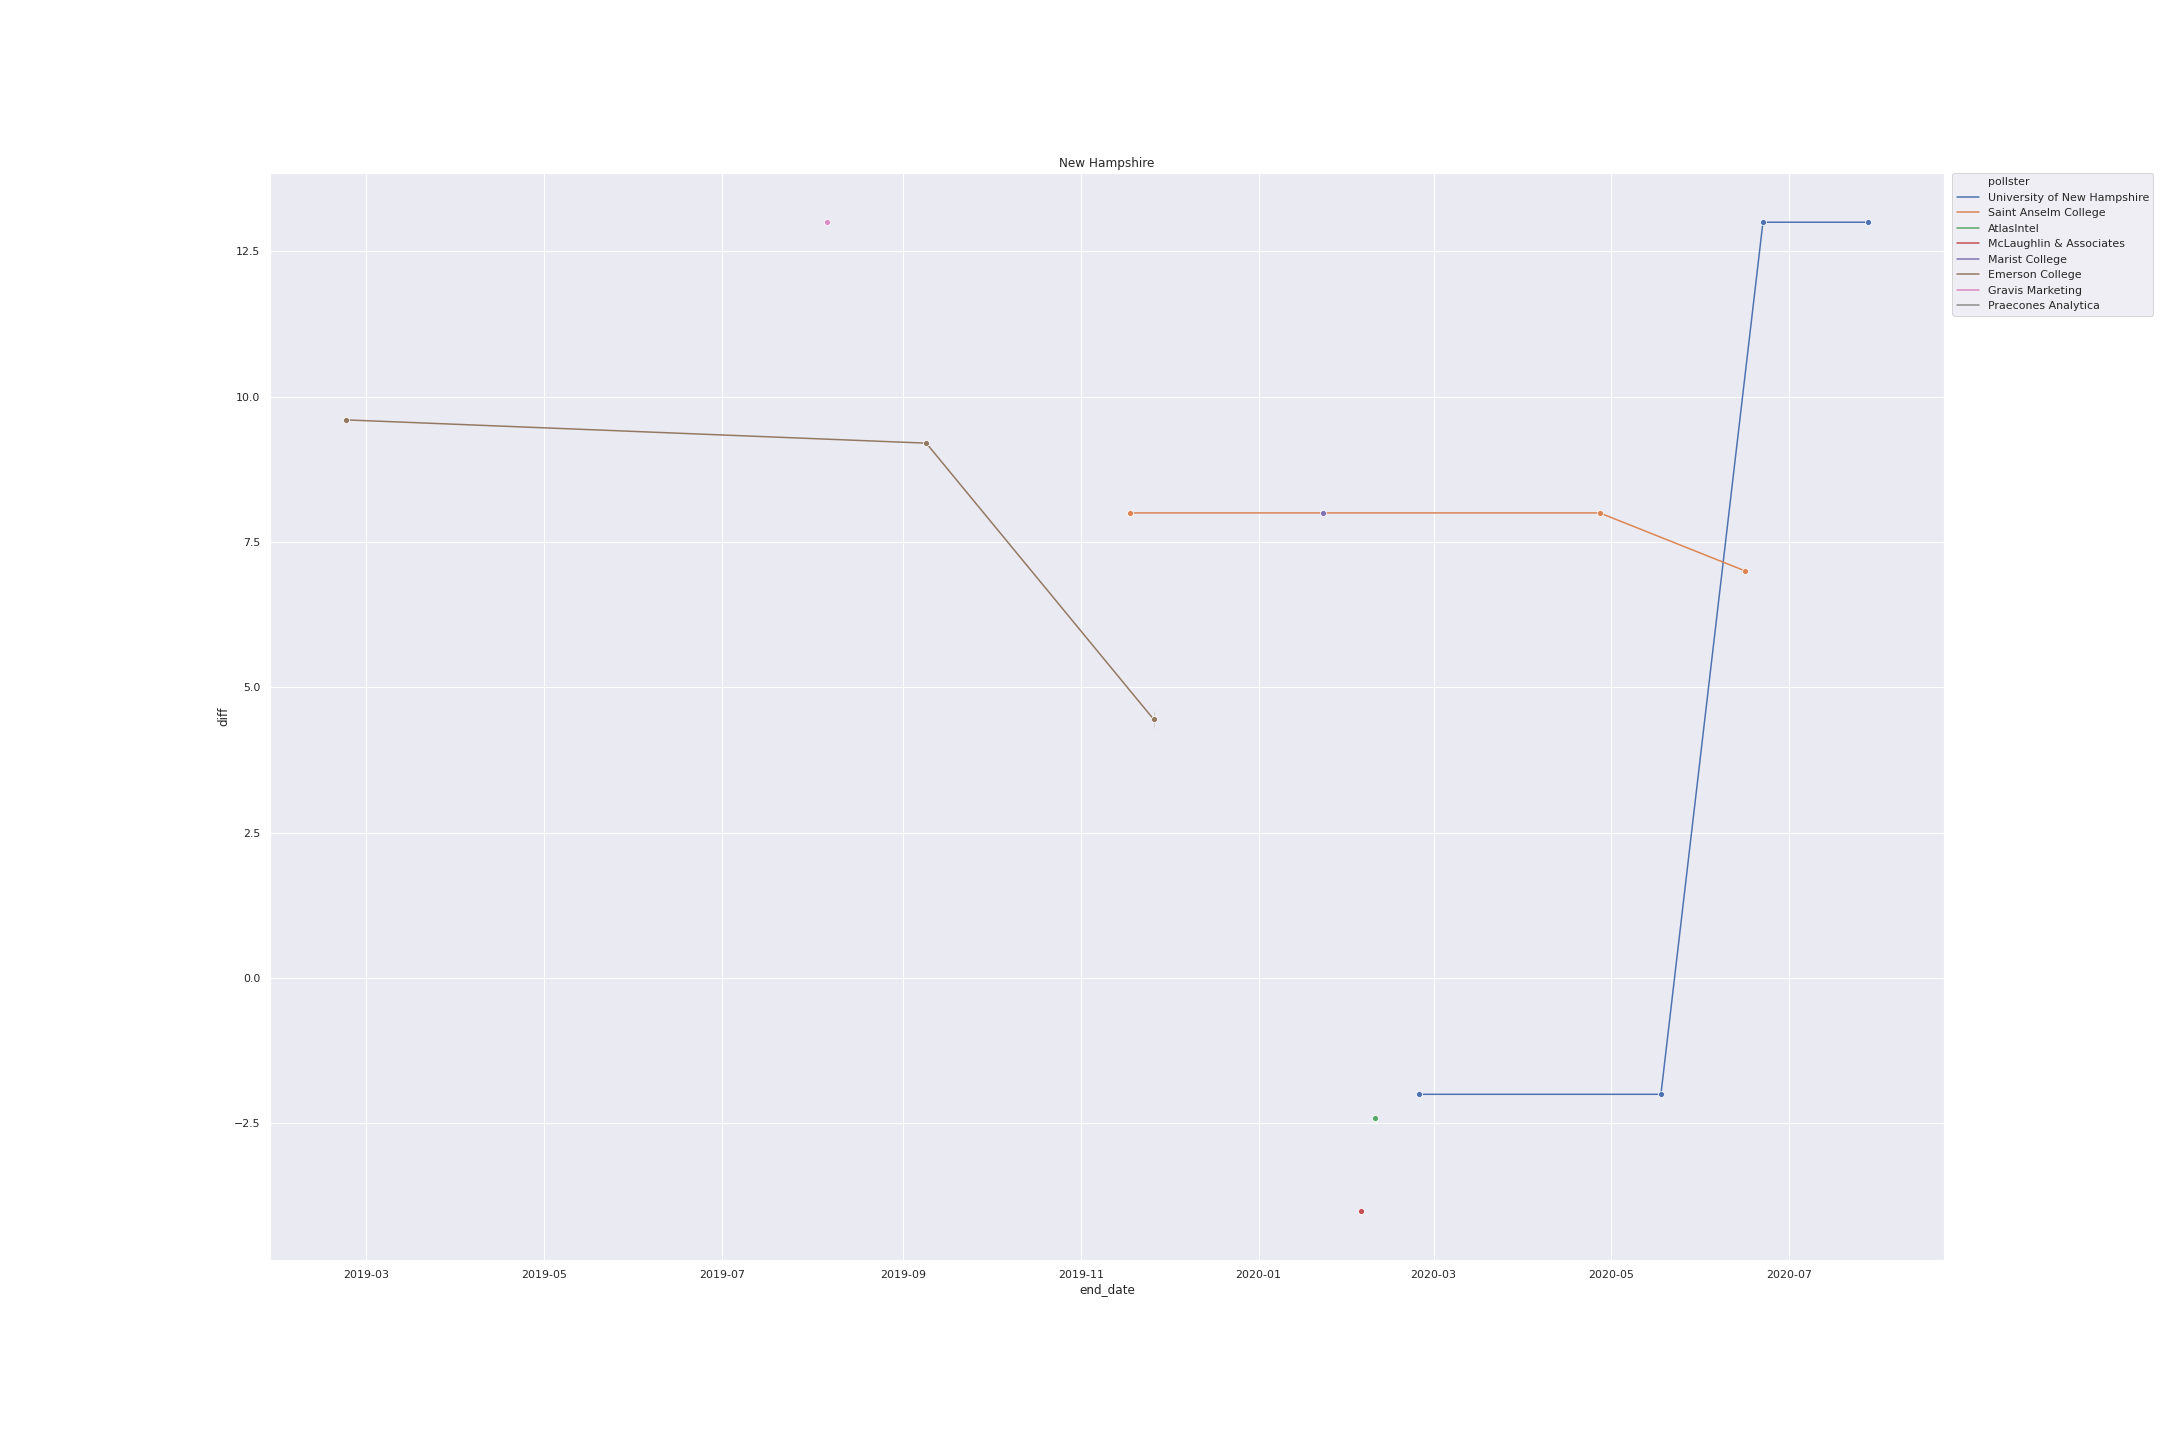 New Hampshire
pollster
University of New Hampshire
Saint Anselm College
AtlasIntel
McLaughlin & Associates
Marist College
Emerson College
Gravis Marketing
Praecones Analytica
12.5
10.0
7.5
5.0
2.5
0.0
−2.5
diff
2019-03 2019-05 2019-07 2019-09 2019-11 2020-01 2020-03 2020-05 2020-07
end_date